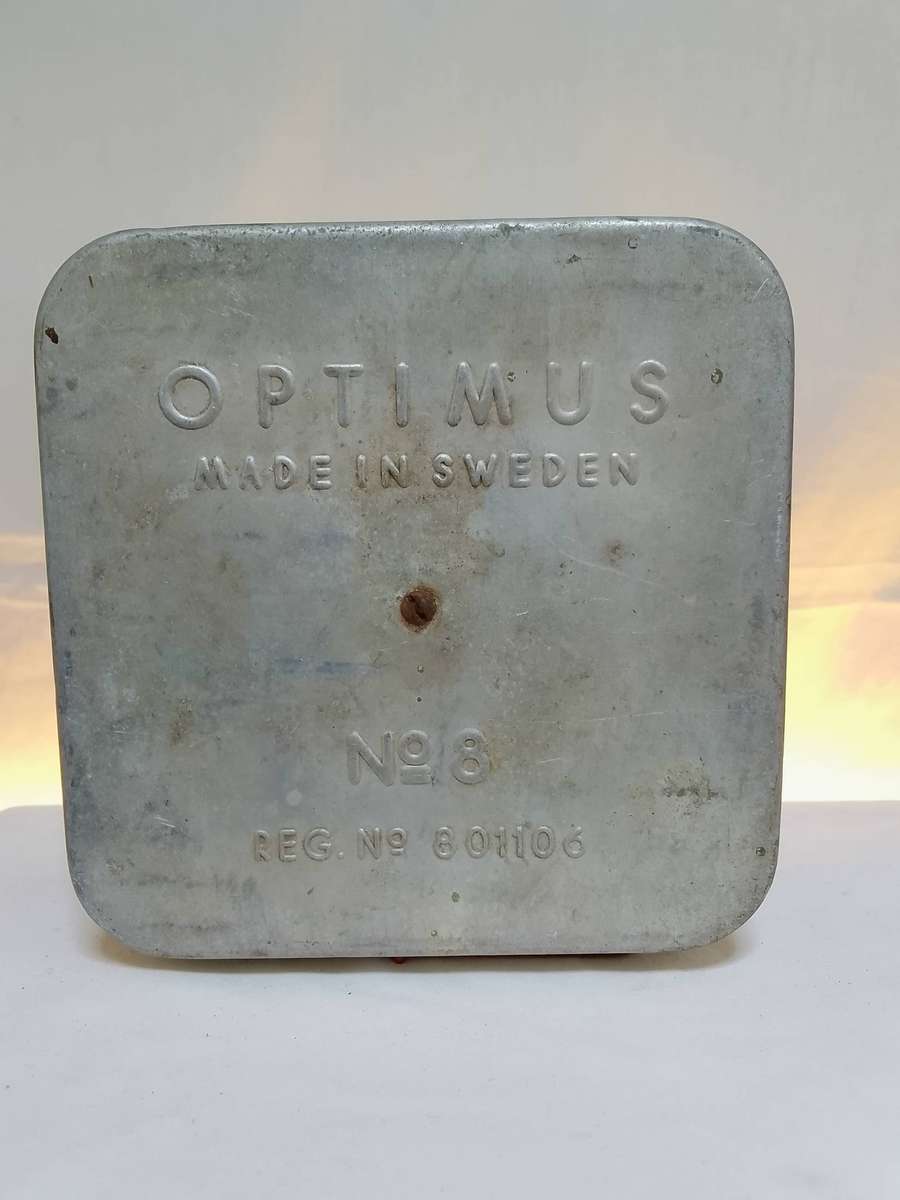 OPTIMUS
MADE IN SWEDEN
Nº 8
REG. Nº 801106